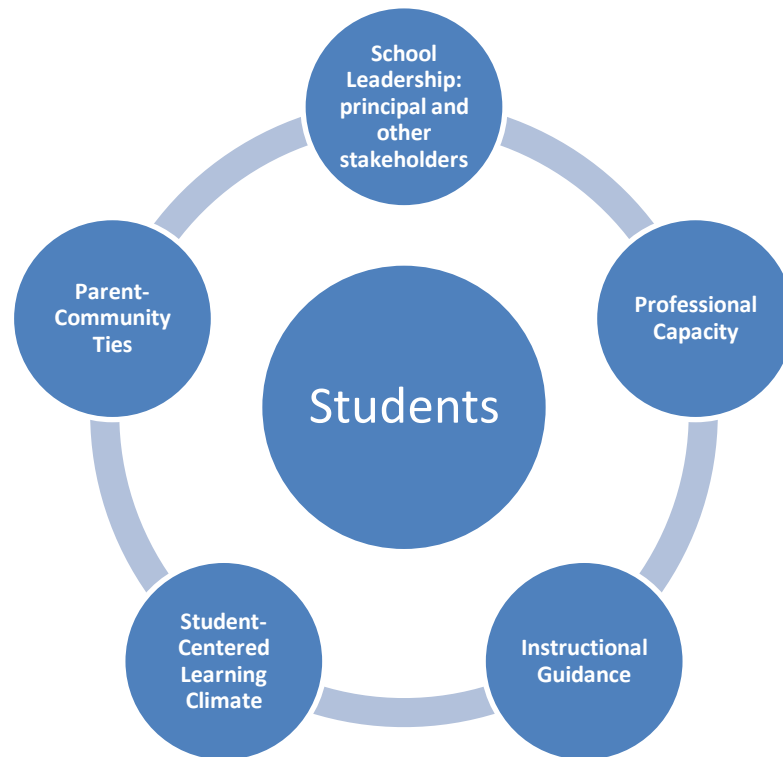 School
Leadership:
principal and
other
stakeholders
Professional
Capacity
Instructional
Guidance
Student-
Centered
Learning
Climate
Parent-
Community
Ties
Students